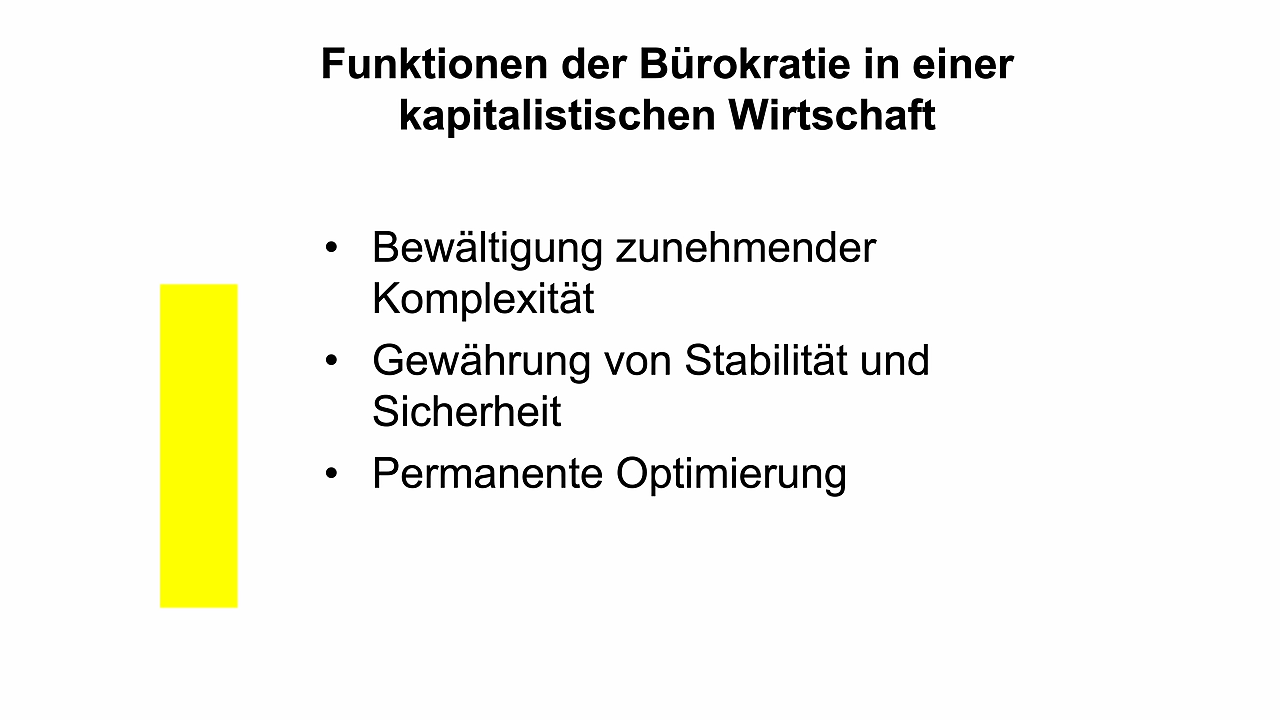 Funktionen der Bürokratie in einer
kapitalistischen Wirtschaft
• Bewältigung zunehmender
Komplexität
• Gewährung von Stabilität und
Sicherheit
• Permanente Optimierung